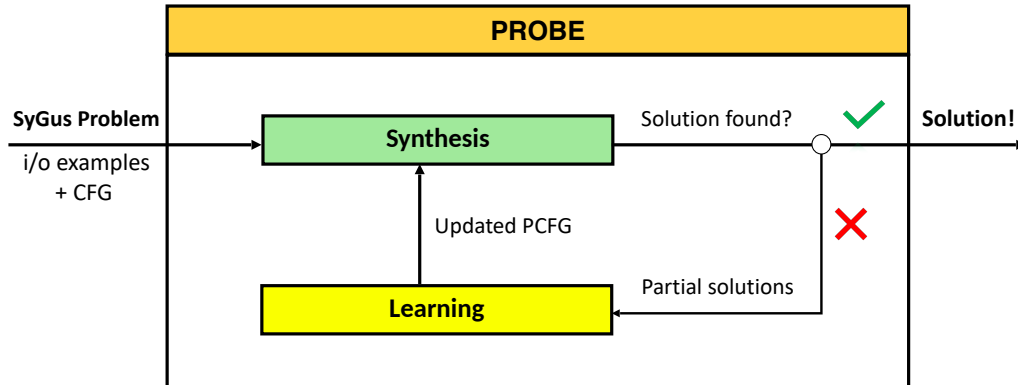 PROBE
SyGus Problem
i/o examples
+ CFG
Synthesis
Solution found?
Solution!
Updated PCFG
Partial solutions
Learning